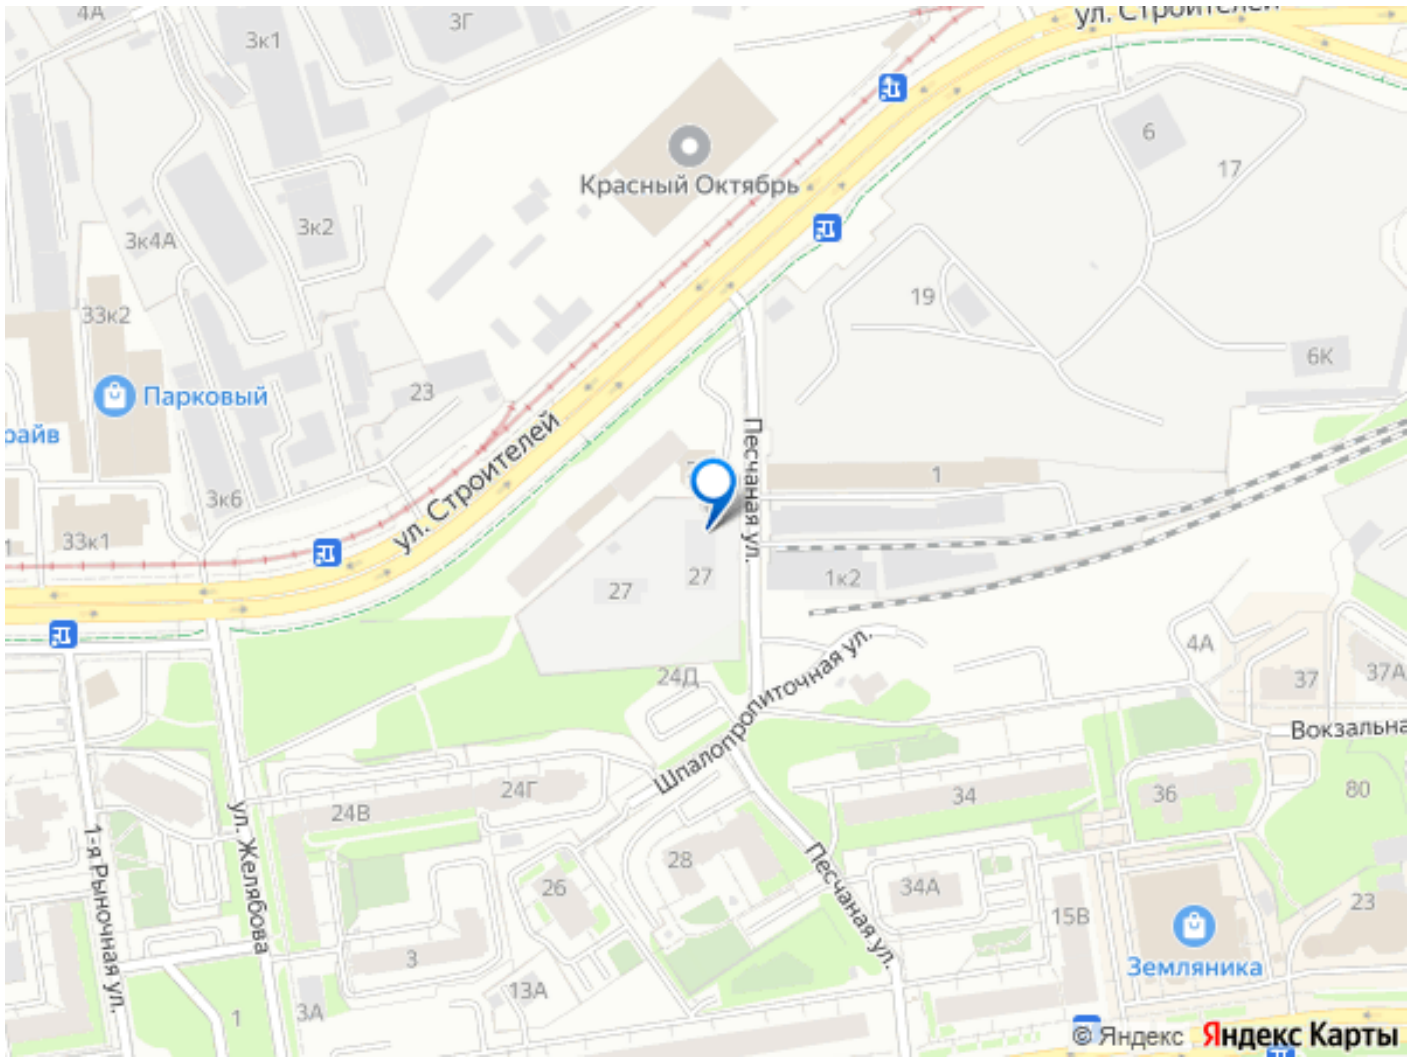 4А
3к1
3Г
ул. Строителей
6
17
Красный Октябрь
3к4А
3к2
19
33к2
6К
23
Парковый
райв
ул. Строителей
Песчаная ул.
1
3к6
33к1
27
27
1к2
4А
37
37А
24Д
Шпалопропиточная ул.
Вокзальна
24Г
24В
34
36
80
1-я Рыночная ул.
ул. Желябова
28
26
Песчаная ул.
34А
15В
23
3
13А
Земляника
1
3А
© Яндекс Яндекс Карты